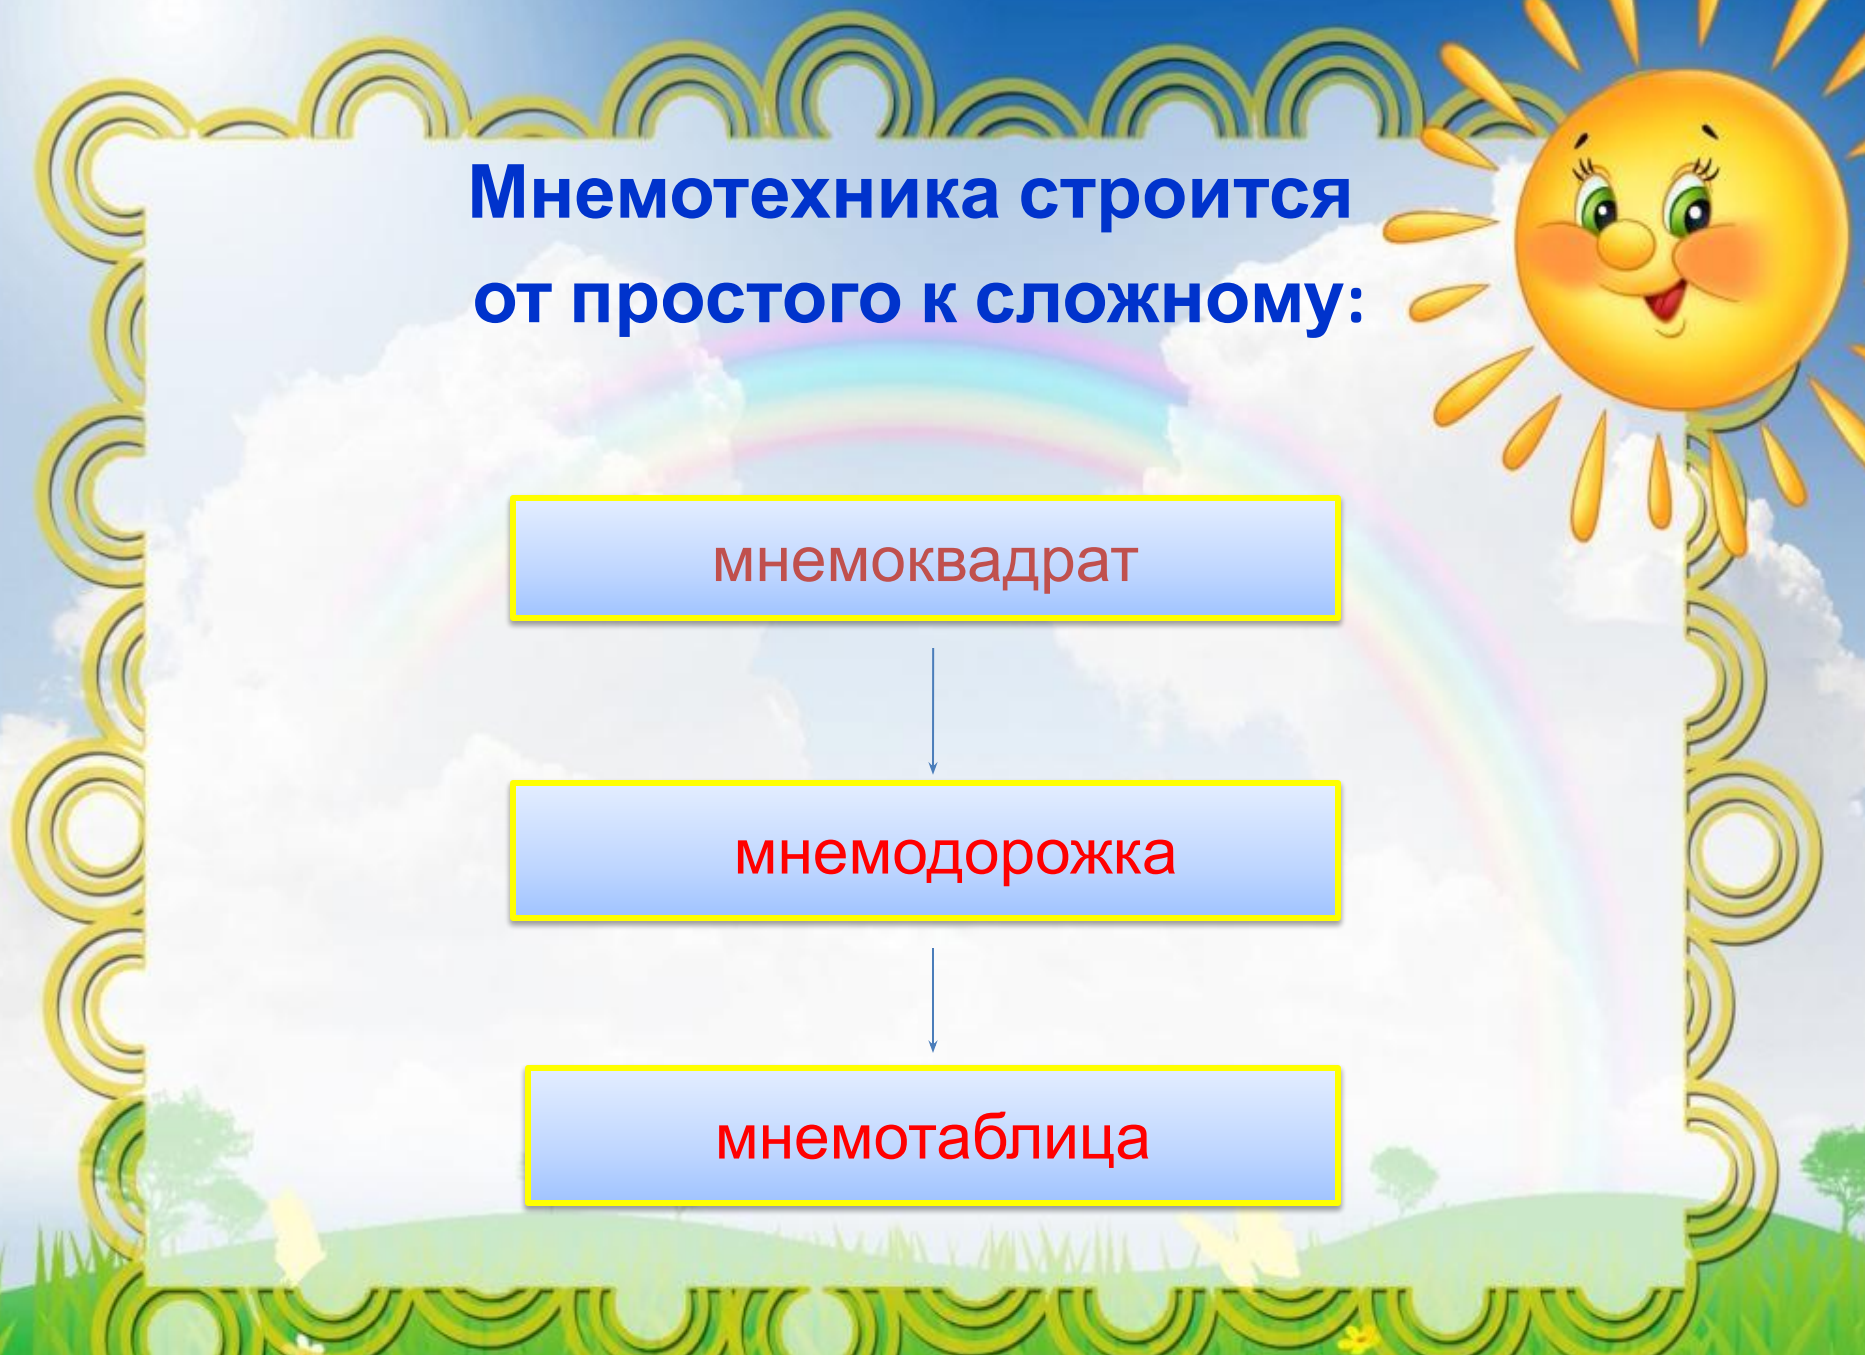 Мнемотехника строится
от простого к сложному:
мнемоквадрат
мнемодорожка
мнемотаблица